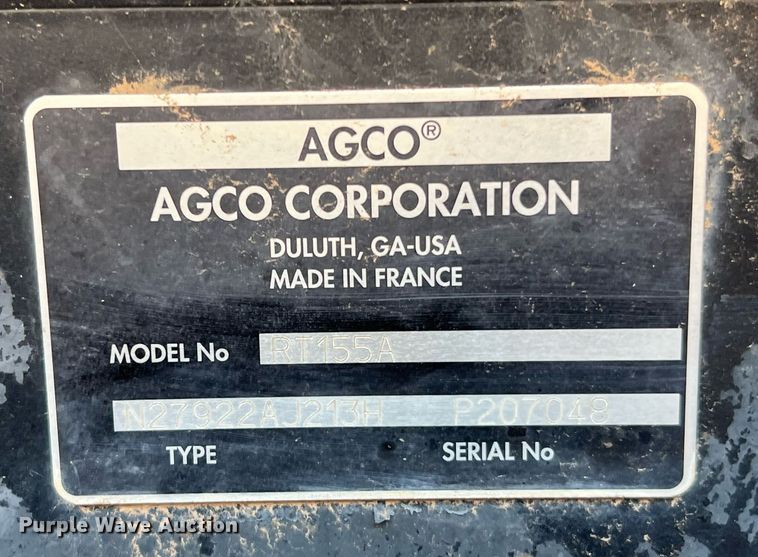 AGCO®
AGCO CORPORATION
DULUTH, GA-USA
MADE IN FRANCE
MODEL No RT155A
N27922AJ213H P207048
TYPE SERIAL No
Purple Wave Auction